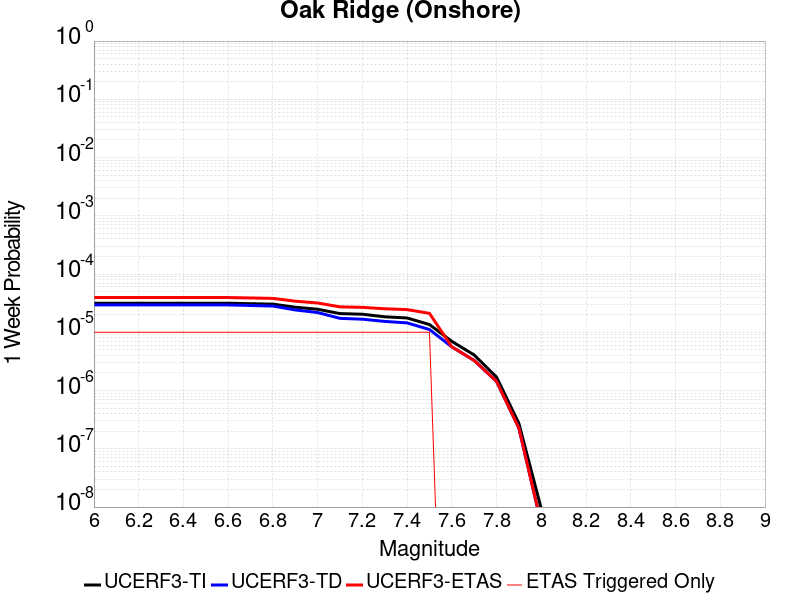 Oak Ridge (Onshore)
1 Week Probability
10^0
10^-1
10^-2
10^-3
10^-4
10^-5
10^-6
10^-7
10^-8
6 6.2 6.4 6.6 6.8 7 7.2 7.4 7.6 7.8 8 8.2 8.4 8.6 8.8 9
Magnitude
UCERF3-TI UCERF3-TD UCERF3-ETAS ETAS Triggered Only